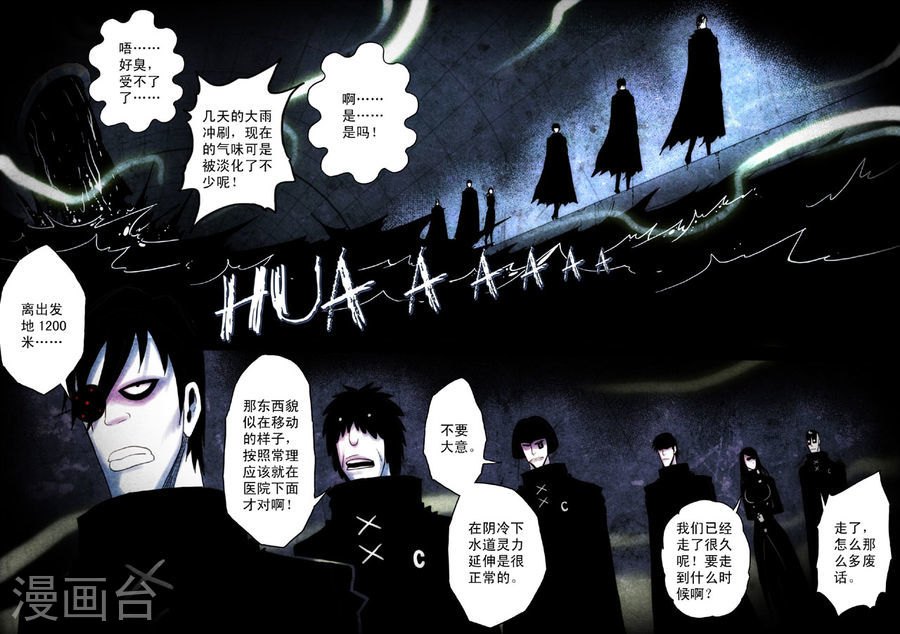 唔……
好臭，
受不了
了……
几天的大雨
冲刷，现在
的气味可是
被淡化了不
少呢！
啊……
是……
是吗！
HUA A A A A A
离出发
地1200
米……
那东西貌
似在移动
的样子，
按照常理
应该就在
医院下面
才对啊！
不要
大意。
在阴冷下
水道灵力
延伸是很
正常的。
我们已经
走了很久
呢！要走
到什么时
候啊？
走了，
怎么那
么多废
话。
C
C
漫画台